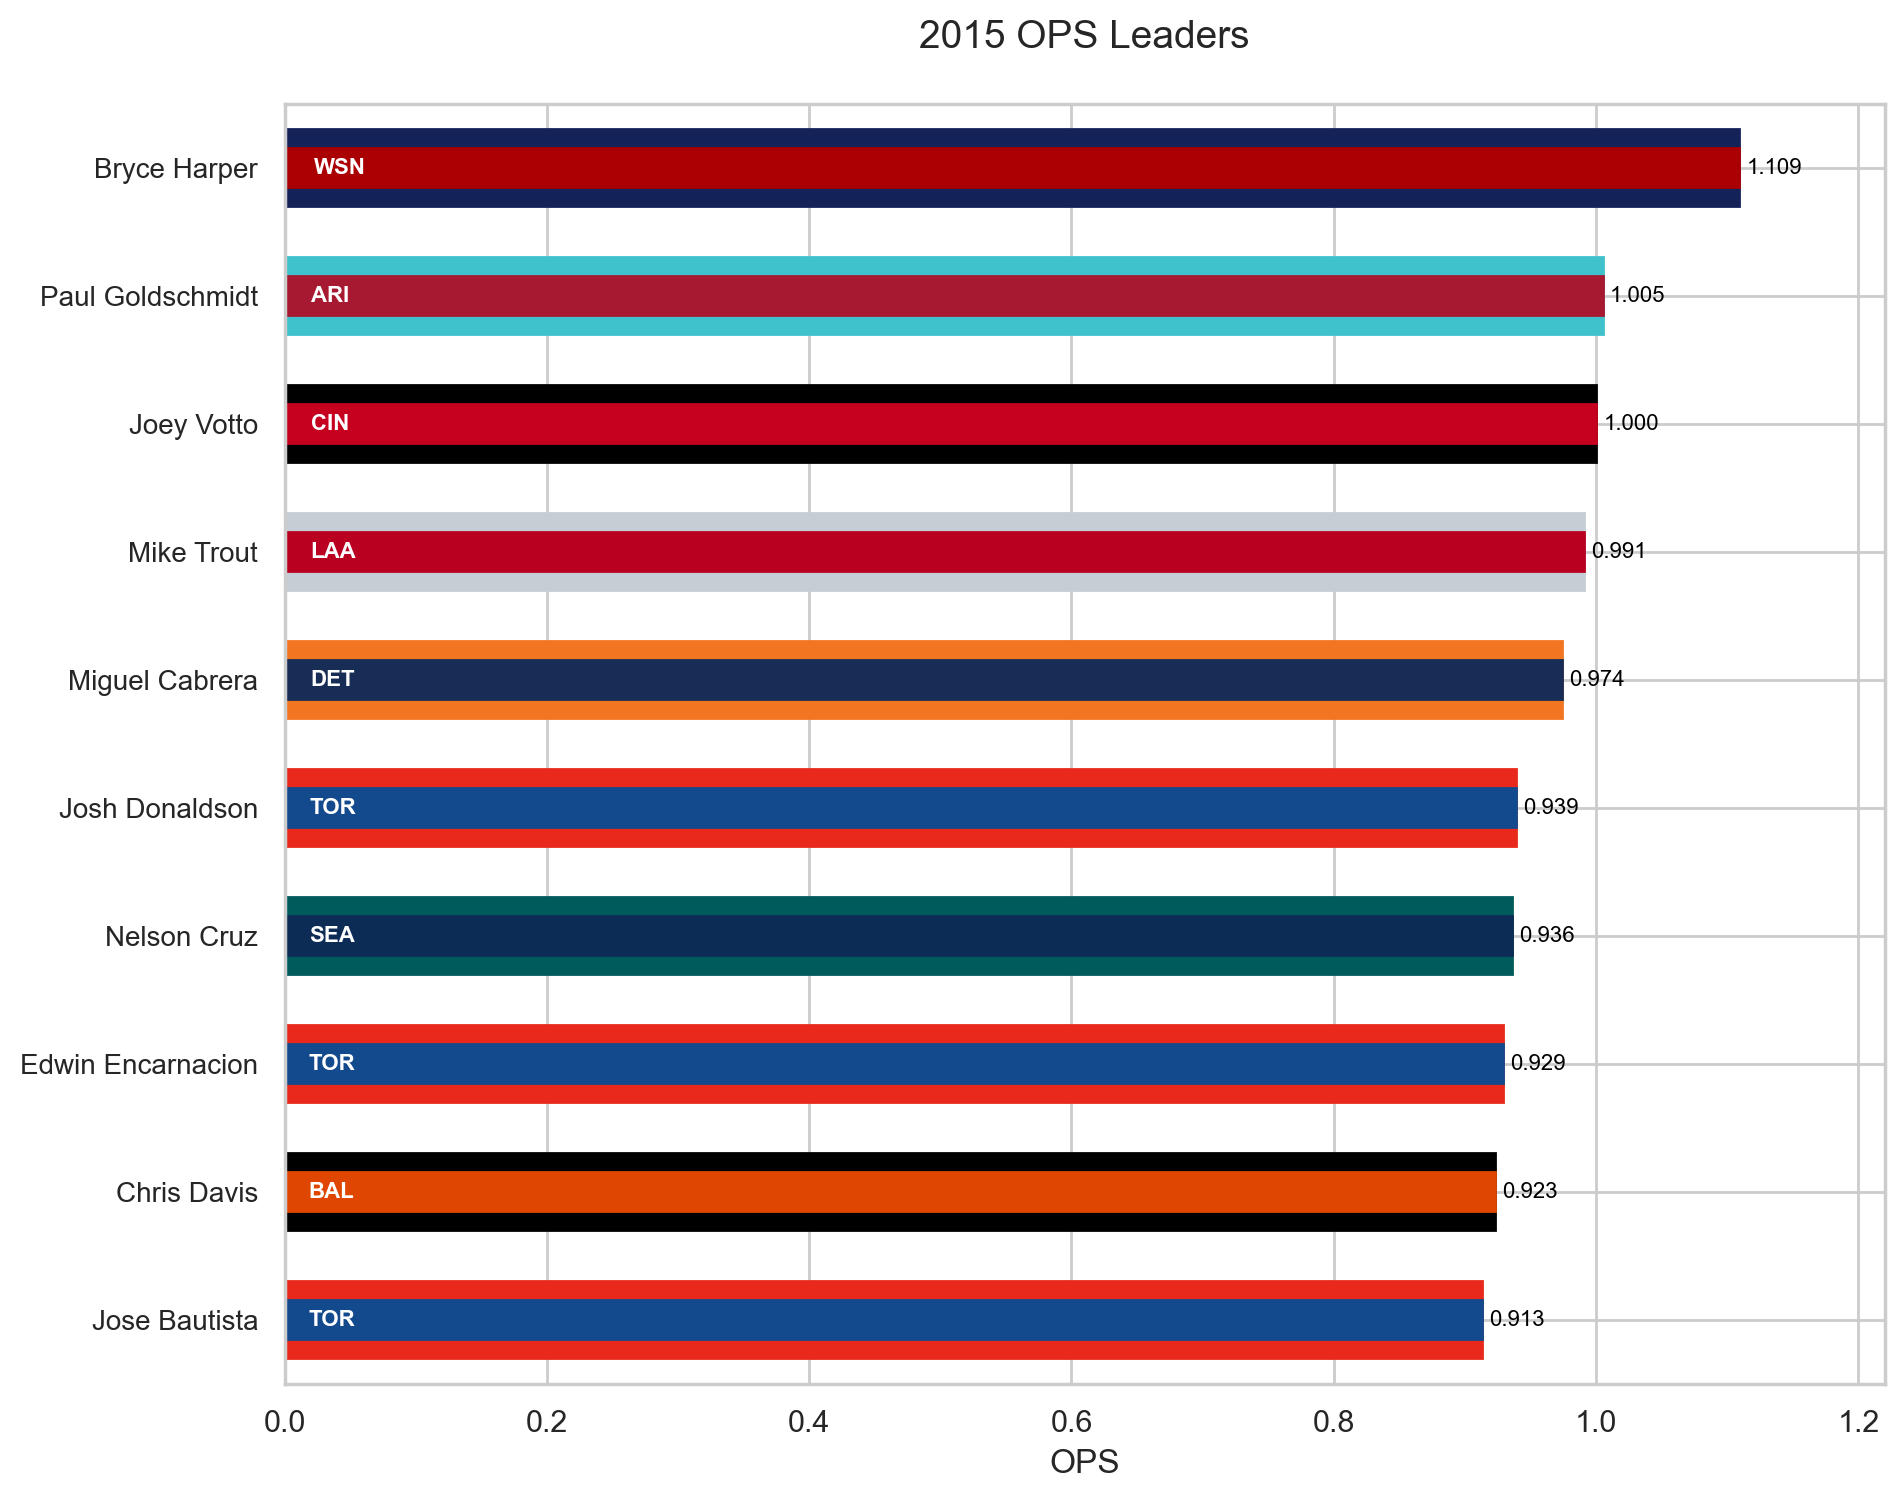 2015 OPS Leaders
Bryce Harper WSN 1.109
Paul Goldschmidt ARI 1.005
Joey Votto CIN 1.000
Mike Trout LAA 0.991
Miguel Cabrera DET 0.974
Josh Donaldson TOR 0.939
Nelson Cruz SEA 0.936
Edwin Encarnacion TOR 0.929
Chris Davis BAL 0.923
Jose Bautista TOR 0.913
0.0 0.2 0.4 0.6 0.8 1.0 1.2
OPS